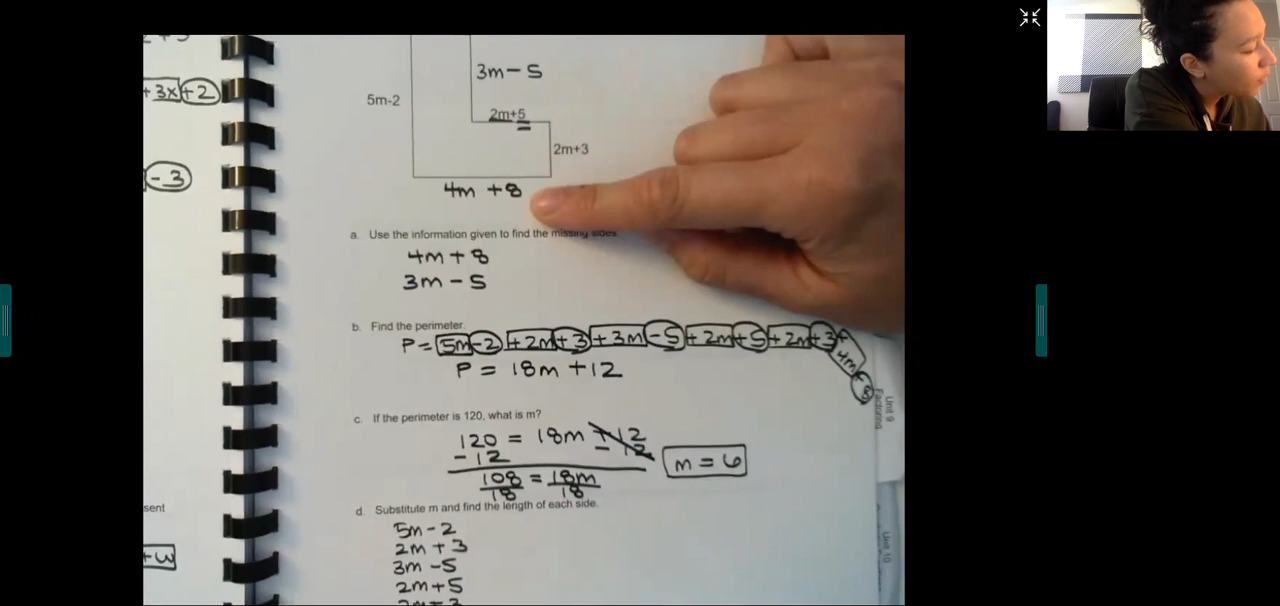 +3x+2
3m-5
5m-2
2m+5
2m+3
-3
4m +8
a. Use the information given to find the missing sides.
4m+8
3m-5
b. Find the perimeter.
P=5m-2+2m+3+3m-5+2m+5+2m+3+4m+8
P = 18m +12
Unit 9
Factoring
c. If the perimeter is 120, what is m?
120 = 18m +12
-12 -12
108 = 18m
18 18
m = 6
d. Substitute m and find the length of each side.
sent
5m-2
2m+3
3m-5
2m+5
2m+3
+w
Unit 10